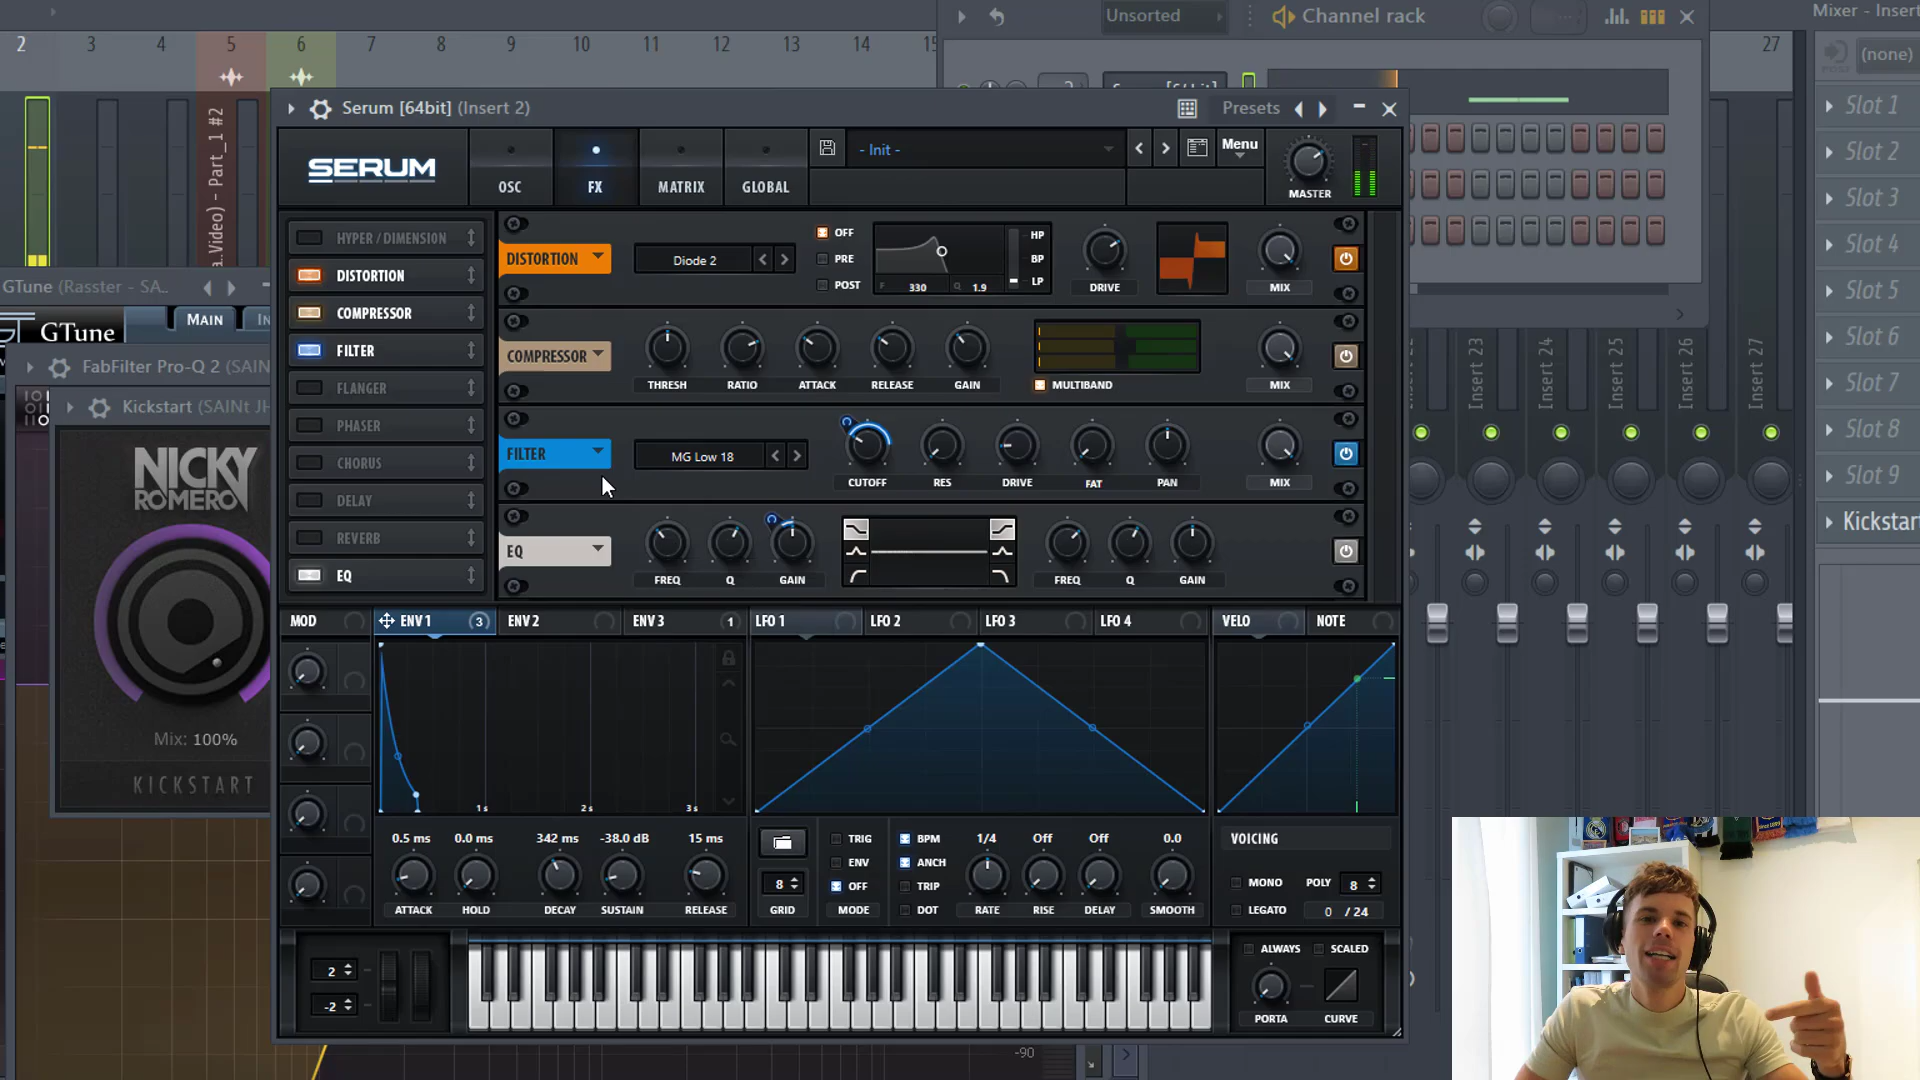 2 3 4 5 6 7 8 9 10 11 12 13 14 15 27
Unsorted
Channel rack
Mixer - Insert
(none)
Serum [64bit] (Insert 2)
Presets
SERUM
OSC
FX
MATRIX
GLOBAL
- Init -
Menu
MASTER
Slot 1
Slot 2
Slot 3
Slot 4
Slot 5
Slot 6
Slot 7
Slot 8
Slot 9
Kickstart
a.Video) - Part_1 #2
GTune (Rasster - SA..
GTune
MAIN
FabFilter Pro-Q 2 (SAIN
Kickstart (SAINt JH
NICKY
ROMERO
Mix: 100%
KICKSTART
HYPER / DIMENSION
DISTORTION
COMPRESSOR
FILTER
FLANGER
PHASER
CHORUS
DELAY
REVERB
EQ
DISTORTION
Diode 2
OFF
PRE
POST
F 330 Q 1.9
HP
BP
LP
DRIVE
MIX
COMPRESSOR
THRESH RATIO ATTACK RELEASE GAIN
MULTIBAND
MIX
FILTER
MG Low 18
CUTOFF RES DRIVE FAT PAN MIX
EQ
FREQ Q GAIN FREQ Q GAIN
Insert 23
Insert 24
Insert 25
Insert 26
Insert 27
MOD ENV 1 3 ENV 2 ENV 3 1 LFO 1 LFO 2 LFO 3 LFO 4 VELO NOTE
1 s 2 s 3 s
0.5 ms 0.0 ms 342 ms -38.0 dB 15 ms
ATTACK HOLD DECAY SUSTAIN RELEASE
8
GRID
TRIG
ENV
OFF
MODE
BPM
ANCH
TRIP
DOT
1/4 Off Off 0.0
RATE RISE DELAY SMOOTH
VOICING
MONO POLY 8
LEGATO 0 / 24
2
-2
ALWAYS SCALED
PORTA CURVE
-90